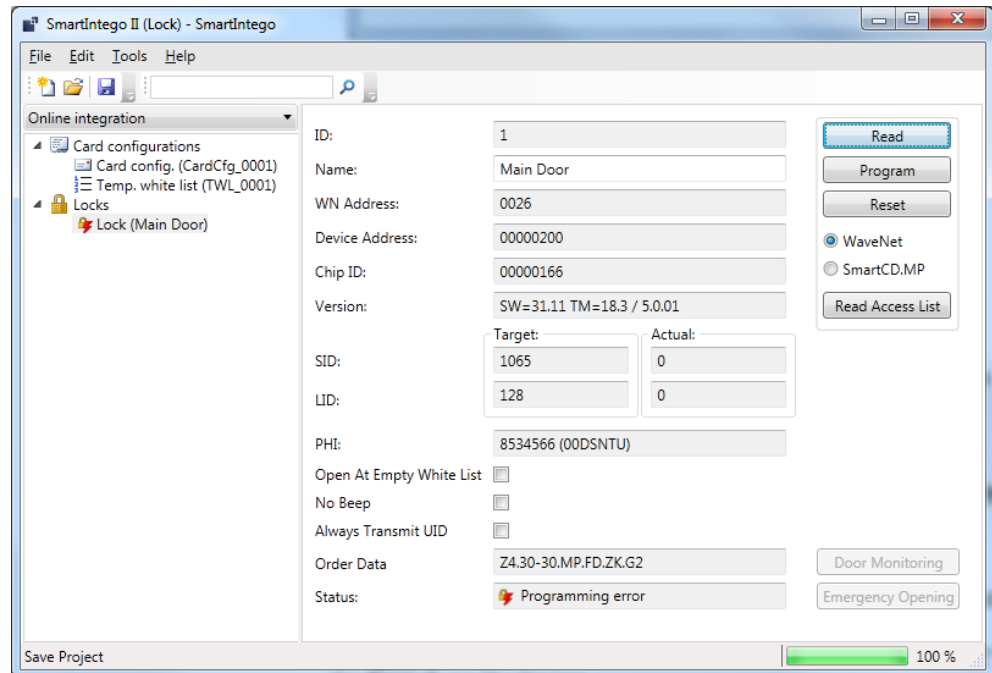 SmartIntego II (Lock) - SmartIntego
File Edit Tools Help
Online integration
Card configurations
Card config. (CardCfg_0001)
Temp. white list (TWL_0001)
Locks
Lock (Main Door)
ID: 1
Name: Main Door
WN Address: 0026
Device Address: 00000200
Chip ID: 00000166
Version: SW=31.11 TM=18.3 / 5.0.01
Target: Actual:
SID: 1065 0
LID: 128 0
PHI: 8534566 (00DSNTU)
Open At Empty White List
No Beep
Always Transmit UID
Order Data Z4.30-30.MP.FD.ZK.G2
Status: Programming error
Read
Program
Reset
WaveNet
SmartCD.MP
Read Access List
Door Monitoring
Emergency Opening
Save Project 100 %